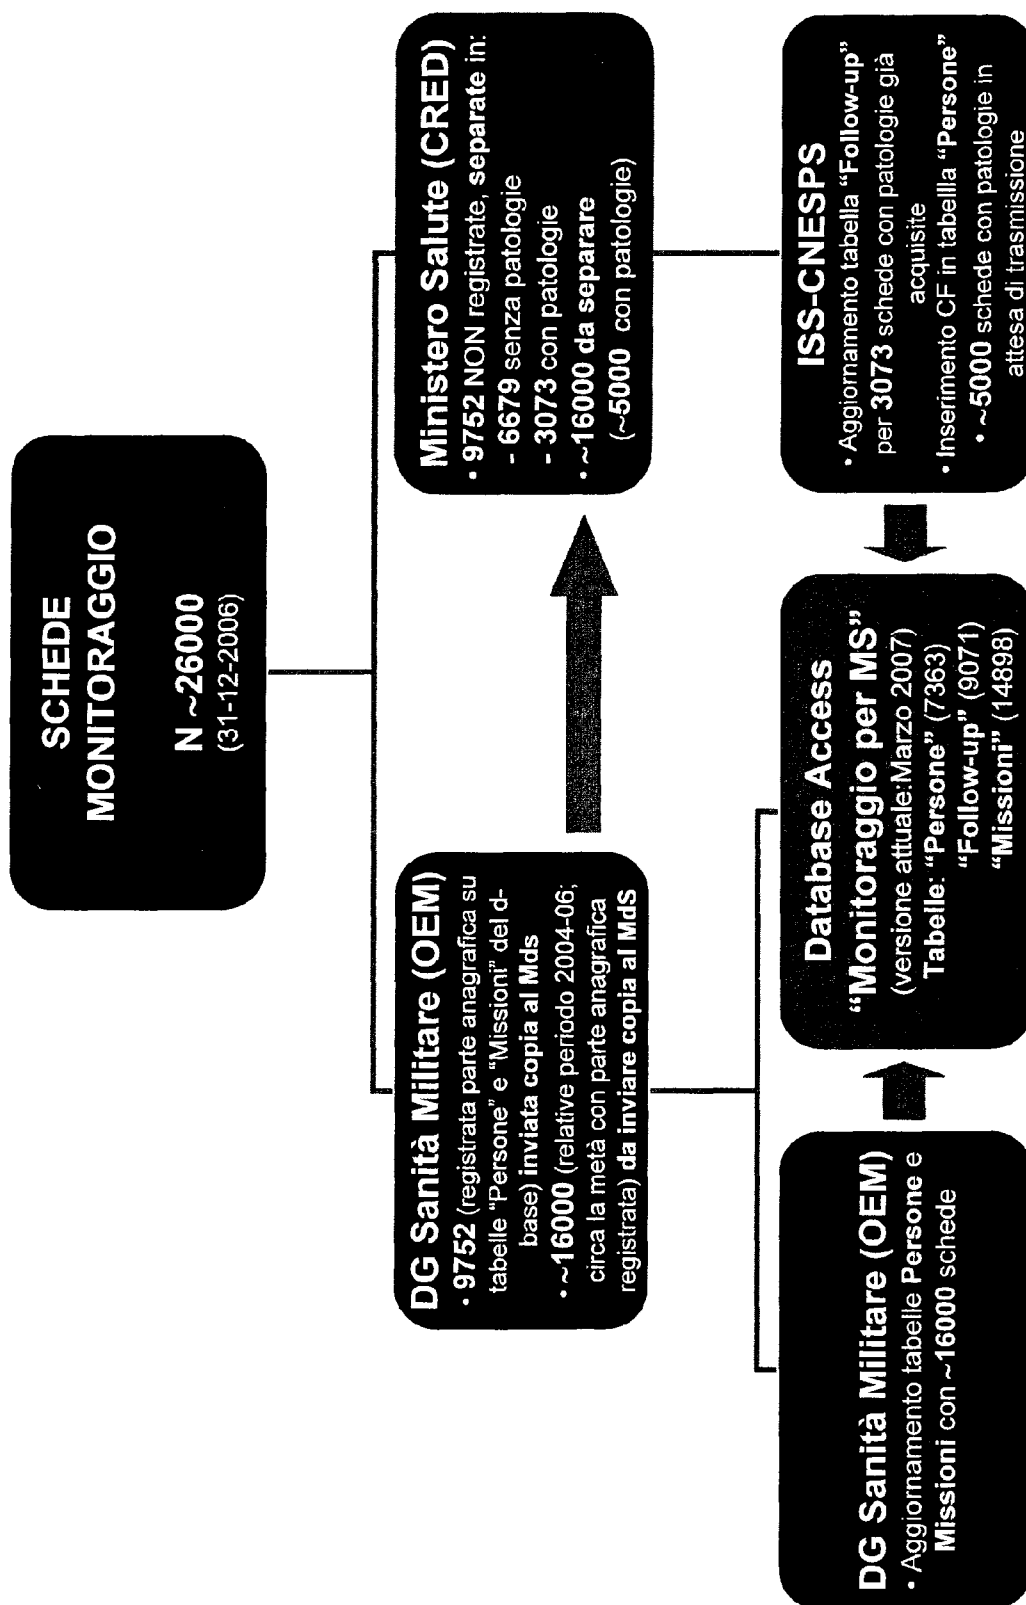 SCHEDE
MONITORAGGIO
N ~26000
(31-12-2006)
DG Sanità Militare (OEM)
• 9752 (registrata parte anagrafica su
tabelle "Persone" e "Missioni" del d-
base) inviata copia al Mds
• ~16000 (relative periodo 2004-06;
circa la metà con parte anagrafica
registrata) da inviare copia al MdS
Ministero Salute (CRED)
• 9752 NON registrate, separate in:
- 6679 senza patologie
- 3073 con patologie
• ~16000 da separare
(~5000 con patologie)
DG Sanità Militare (OEM)
• Aggiornamento tabelle Persone e
Missioni con ~16000 schede
Database Access
"Monitoraggio per MS"
(versione attuale:Marzo 2007)
Tabelle: "Persone" (7363)
"Follow-up" (9071)
"Missioni" (14898)
ISS-CNESPS
• Aggiornamento tabella "Follow-up"
per 3073 schede con patologie già
acquisite
• Inserimento CF in tabella "Persone"
• ~5000 schede con patologie in
attesa di trasmissione